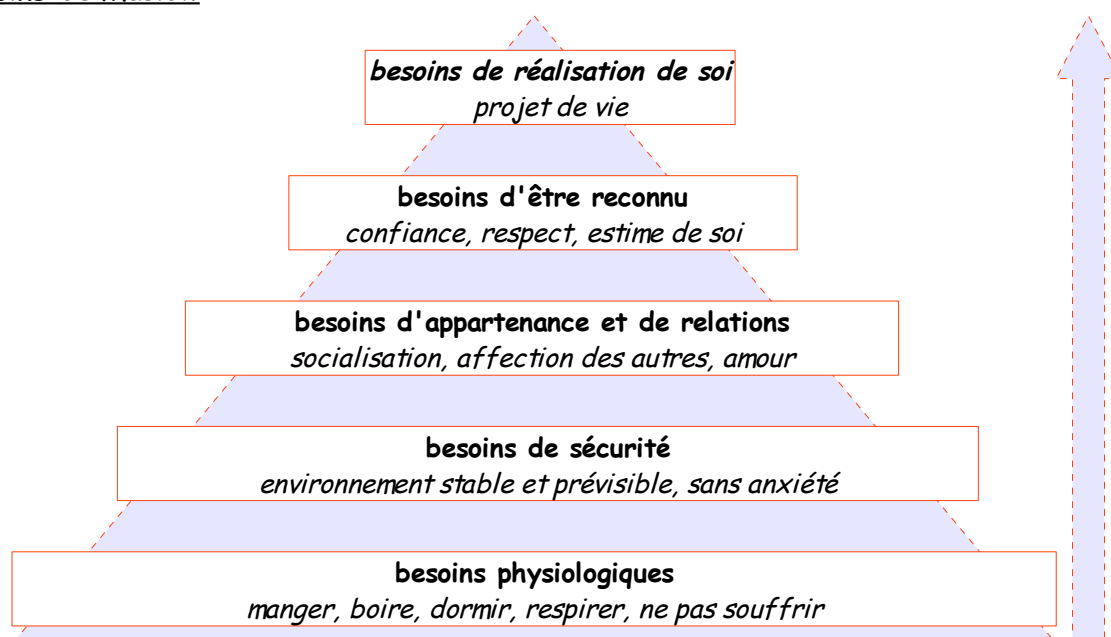 besoins de réalisation de soi
projet de vie
besoins d'être reconnu
confiance, respect, estime de soi
besoins d'appartenance et de relations
socialisation, affection des autres, amour
besoins de sécurité
environnement stable et prévisible, sans anxiété
besoins physiologiques
manger, boire, dormir, respirer, ne pas souffrir